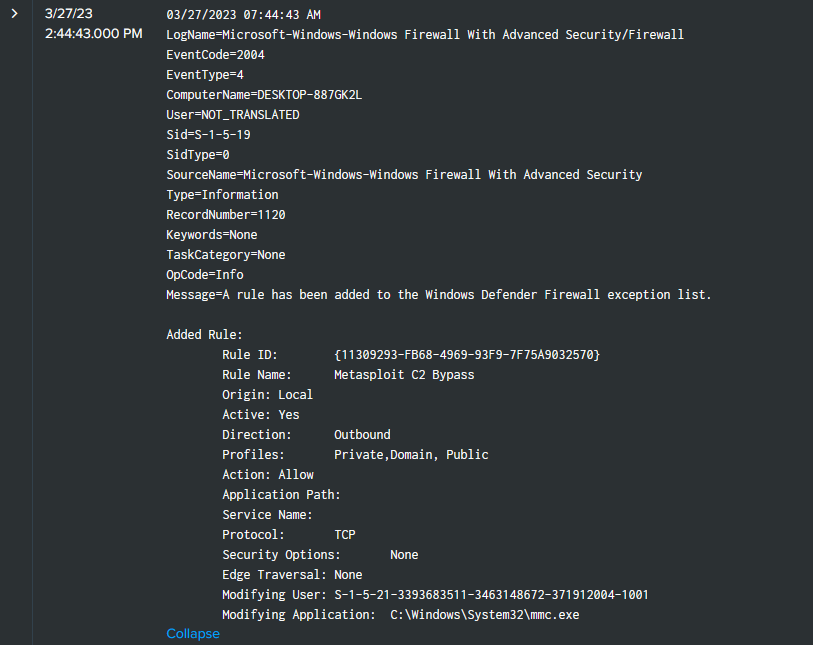 3/27/23
2:44:43.000 PM
03/27/2023 07:44:43 AM
LogName=Microsoft-Windows-Windows Firewall With Advanced Security/Firewall
EventCode=2004
EventType=4
ComputerName=DESKTOP-887GK2L
User=NOT_TRANSLATED
Sid=S-1-5-19
SidType=0
SourceName=Microsoft-Windows-Windows Firewall With Advanced Security
Type=Information
RecordNumber=1120
Keywords=None
TaskCategory=None
OpCode=Info
Message=A rule has been added to the Windows Defender Firewall exception list.
Added Rule:
Rule ID: {11309293-FB68-4969-93F9-7F75A9032570}
Rule Name: Metasploit C2 Bypass
Origin: Local
Active: Yes
Direction: Outbound
Profiles: Private,Domain, Public
Action: Allow
Application Path:
Service Name:
Protocol: TCP
Security Options: None
Edge Traversal: None
Modifying User: S-1-5-21-3393683511-3463148672-371912004-1001
Modifying Application: C:\Windows\System32\mmc.exe
Collapse